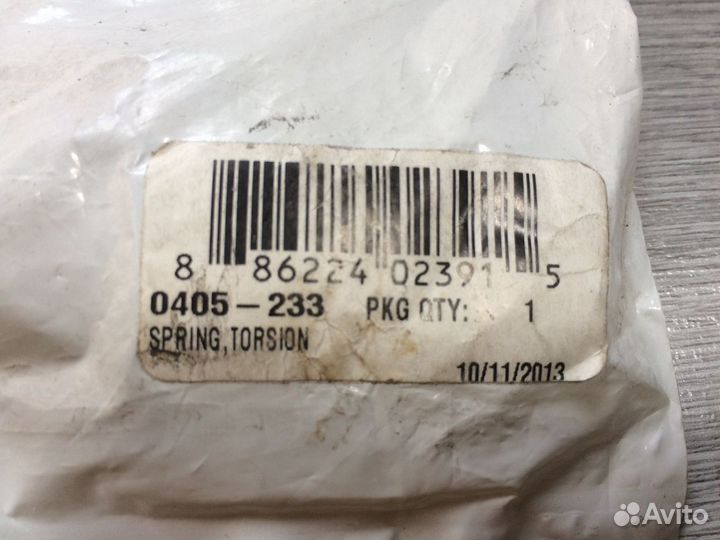 8 86224 02391 5
0405-233 PKG QTY: 1
SPRING,TORSION
10/11/2013
Avito